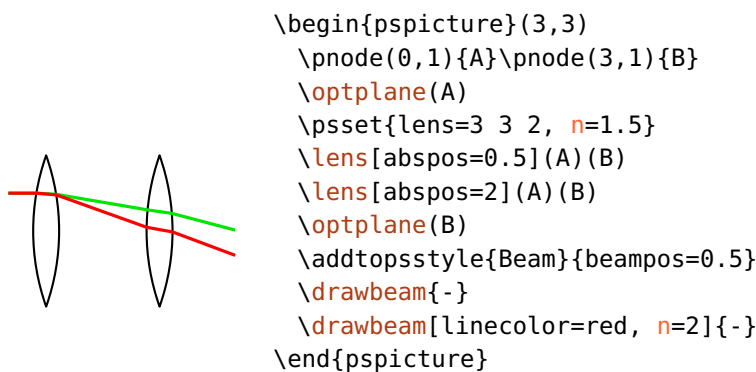 \begin{pspicture}(3,3)
\pnode(0,1){A}\pnode(3,1){B}
\optplane(A)
\psset{lens=3 3 2, n=1.5}
\lens[abspos=0.5](A)(B)
\lens[abspos=2](A)(B)
\optplane(B)
\addtopsstyle{Beam}{beampos=0.5}
\drawbeam{-}
\drawbeam[linecolor=red, n=2]{-}
\end{pspicture}